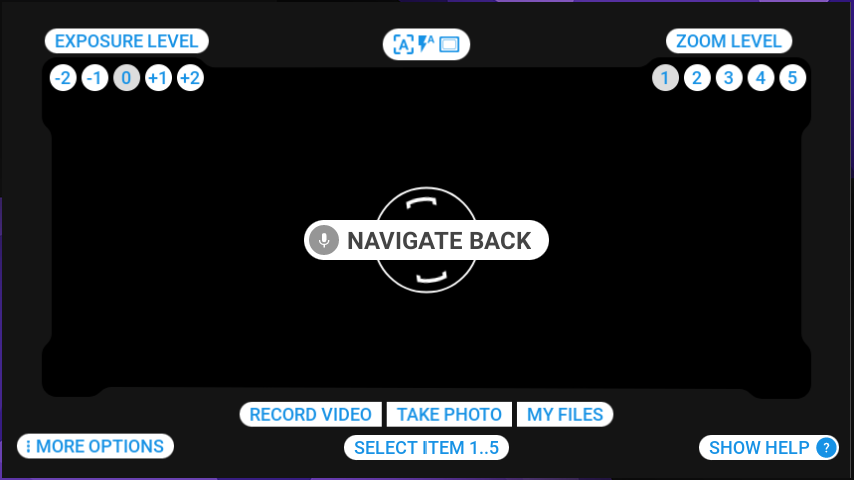 EXPOSURE LEVEL
A
A
ZOOM LEVEL
-2 -1 0 +1 +2
1 2 3 4 5
NAVIGATE BACK
RECORD VIDEO
TAKE PHOTO
MY FILES
MORE OPTIONS
SELECT ITEM 1..5
SHOW HELP ?